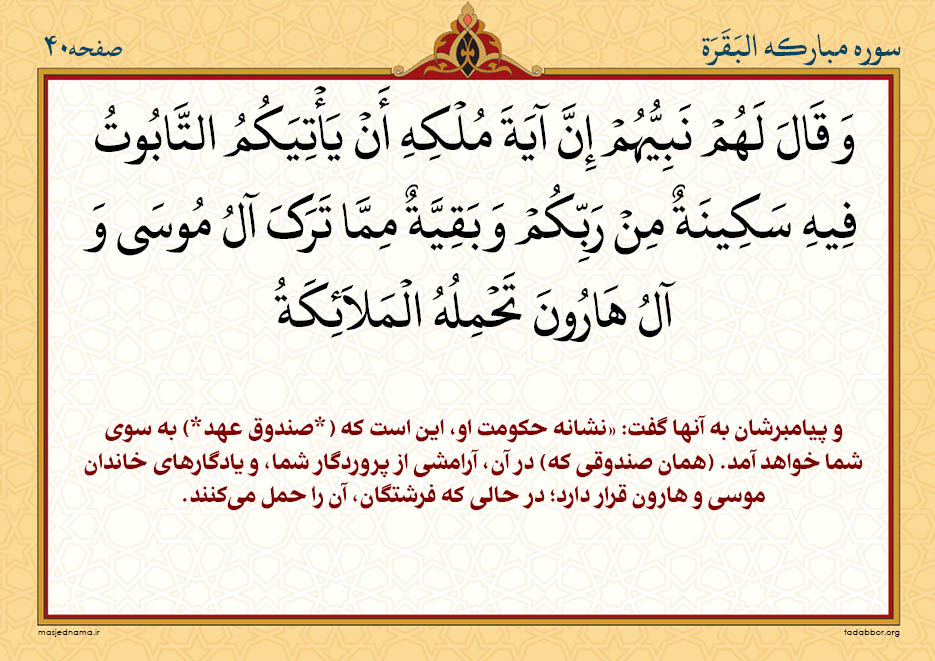 سوره مبارکه البَقَرَة
صفحه۴۰
وَ قَالَ لَهُمْ نَبِيُّهُمْ إِنَّ آيَةَ مُلْكِهِ أَنْ يَأْتِيَكُمُ التَّابُوتُ
فِيهِ سَكِينَةٌ مِنْ رَبِّكُمْ وَ بَقِيَّةٌ مِمَّا تَرَكَ آلُ مُوسَى وَ
آلُ هَارُونَ تَحْمِلُهُ الْمَلاَئِكَةُ
و پیامبرشان به آنها گفت: «نشانه حکومت او، این است که (*صندوق عهد*) به سوی
شما خواهد آمد. (همان صندوقی که) در آن، آرامشی از پروردگار شما، و یادگارهای خاندان
موسی و هارون قرار دارد؛ در حالی که فرشتگان، آن را حمل می‌کنند.
masjednama.ir
tadabbor.org